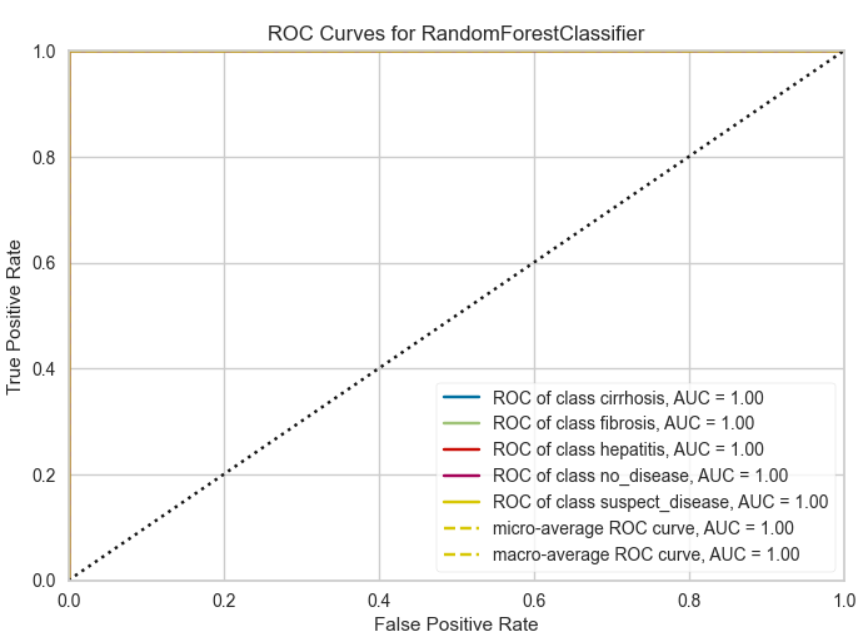 ROC Curves for RandomForestClassifier
1.0
0.8
0.6
0.4
0.2
0.0
True Positive Rate
ROC of class cirrhosis, AUC = 1.00
ROC of class fibrosis, AUC = 1.00
ROC of class hepatitis, AUC = 1.00
ROC of class no_disease, AUC = 1.00
ROC of class suspect_disease, AUC = 1.00
micro-average ROC curve, AUC = 1.00
macro-average ROC curve, AUC = 1.00
0.0 0.2 0.4 0.6 0.8 1.0
False Positive Rate